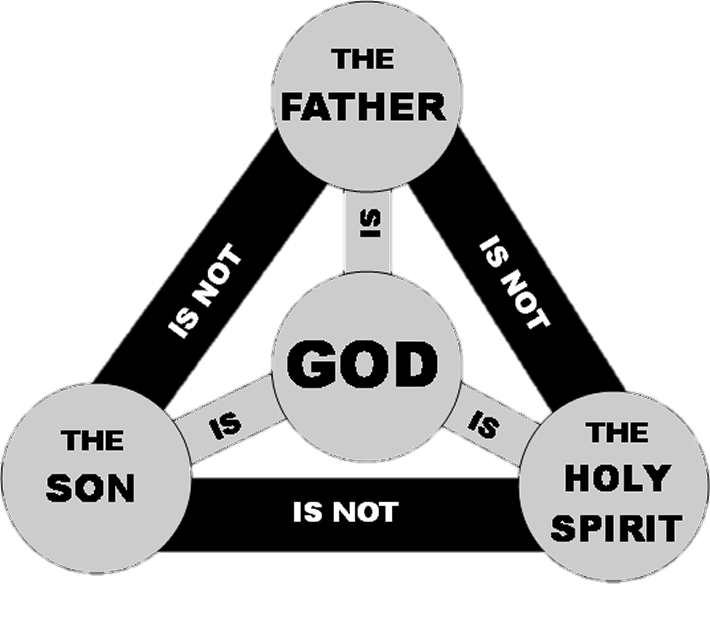 THE
FATHER
IS
IS NOT
IS NOT
GOD
IS
IS
THE
SON
IS NOT
THE
HOLY
SPIRIT